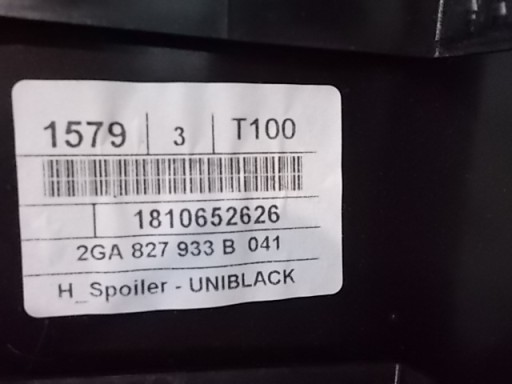 1579 3 T100
1810652626
2GA 827 933 B 041
H_Spoiler - UNIBLACK